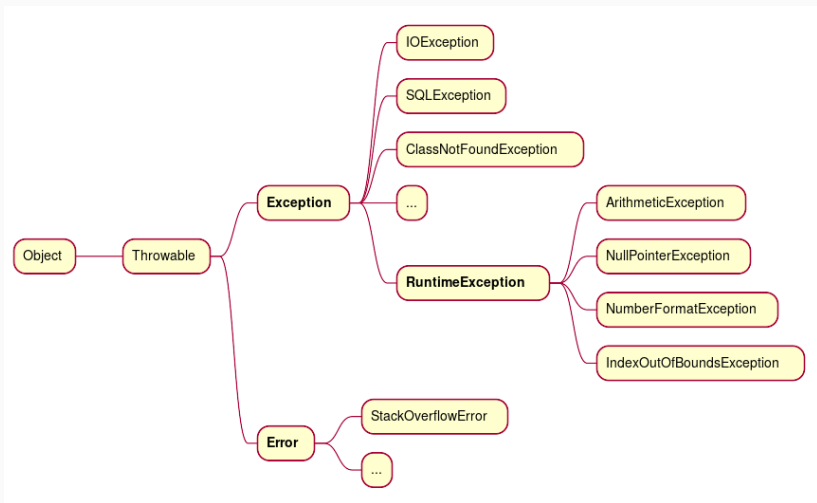 IOException
SQLException
ClassNotFoundException
Exception
...
ArithmeticException
Object
Throwable
NullPointerException
RuntimeException
NumberFormatException
IndexOutOfBoundsException
StackOverflowError
Error
...